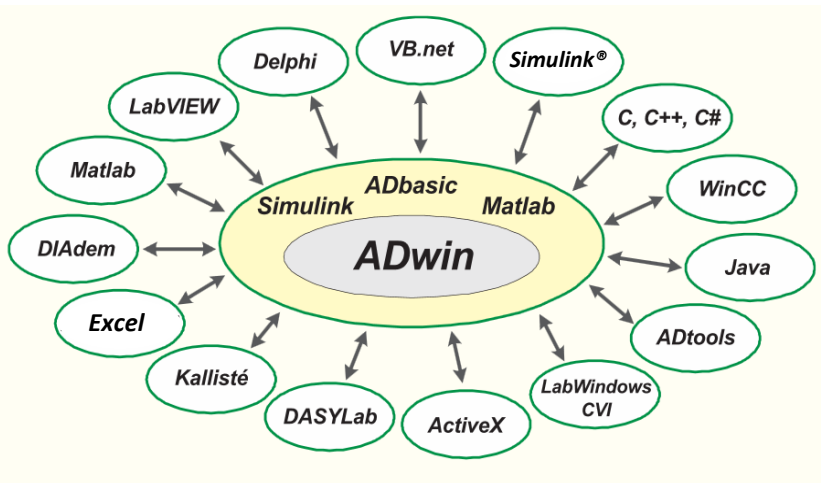 VB.net
Delphi
Simulink®
LabVIEW
C, C++, C#
Matlab
WinCC
ADbasic
Simulink
Matlab
DIAdem
ADwin
Java
Excel
ADtools
Kallisté
LabWindows
CVI
DASYLab
ActiveX